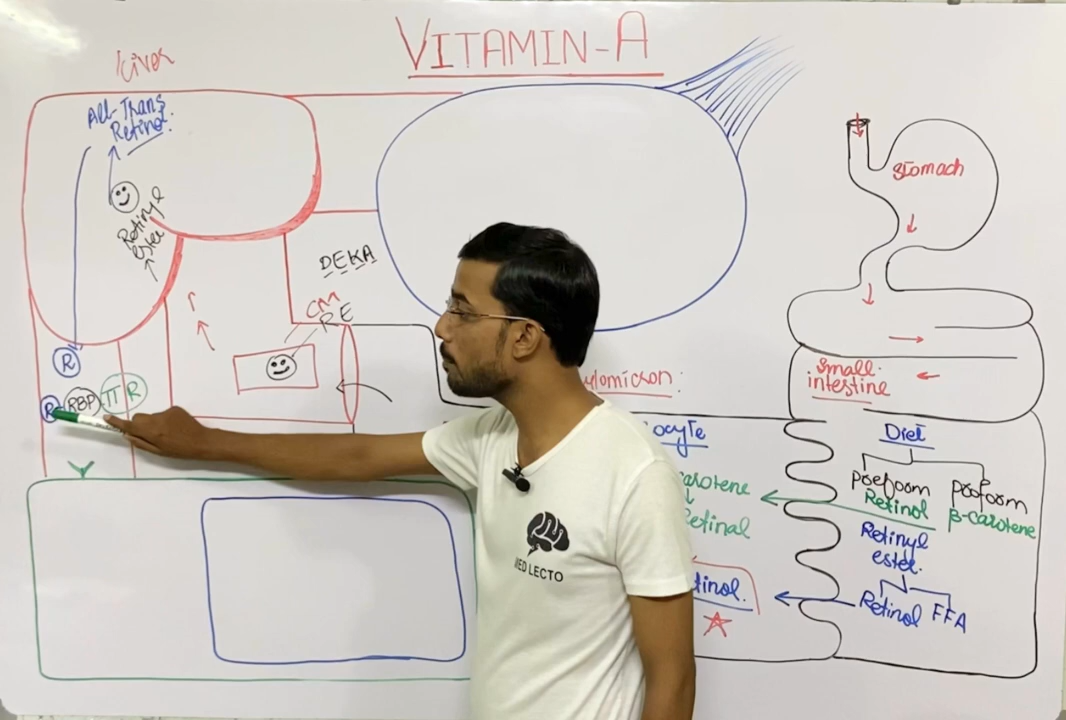 VITAMIN-A
Liver
All-Trans
Retinol.
Retinyl
ester
DEKA
CM
RE
R
R
RBP
TTR
Stomach
Small
intestine
ylomicron:
ocyte
carotene
etinal
tinol.
Diet
Preform
Retinol
Proform
β-carotene
Retinyl
ester
Retinol FFA
MED LECTO